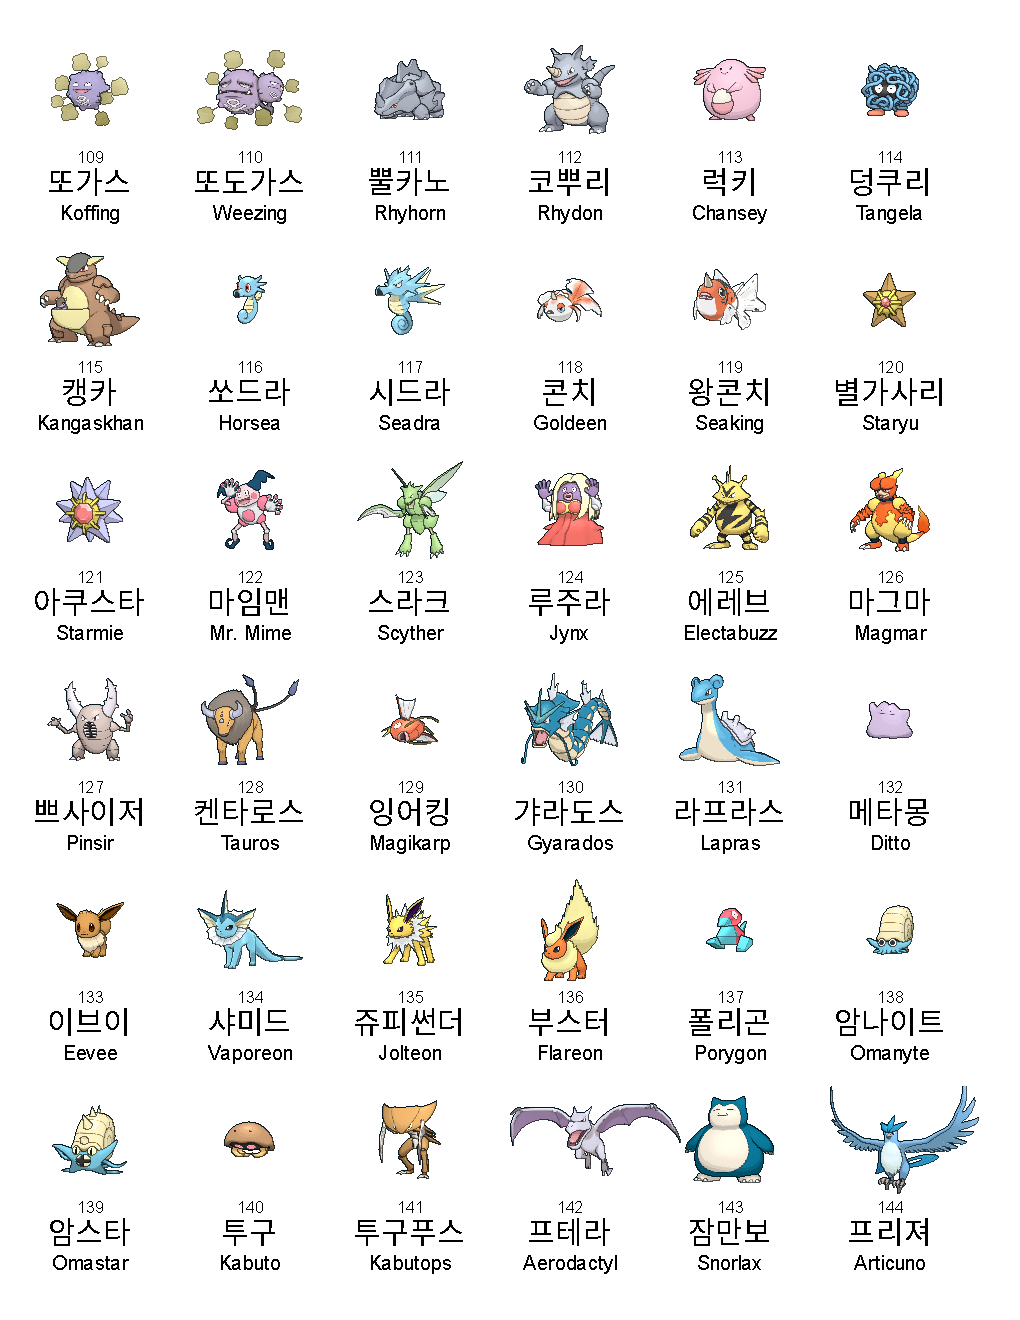 109 110 111 112 113 114
또가스 또도가스 뿔카노 코뿌리 럭키 덩쿠리
Koffing Weezing Rhyhorn Rhydon Chansey Tangela
115 116 117 118 119 120
캥카 쏘드라 시드라 콘치 왕콘치 별가사리
Kangaskhan Horsea Seadra Goldeen Seaking Staryu
121 122 123 124 125 126
아쿠스타 마임맨 스라크 루주라 에레브 마그마
Starmie Mr. Mime Scyther Jynx Electabuzz Magmar
127 128 129 130 131 132
쁘사이저 켄타로스 잉어킹 갸라도스 라프라스 메타몽
Pinsir Tauros Magikarp Gyarados Lapras Ditto
133 134 135 136 137 138
이브이 샤미드 쥬피썬더 부스터 폴리곤 암나이트
Eevee Vaporeon Jolteon Flareon Porygon Omanyte
139 140 141 142 143 144
암스타 투구 투구푸스 프테라 잠만보 프리져
Omastar Kabuto Kabutops Aerodactyl Snorlax Articuno